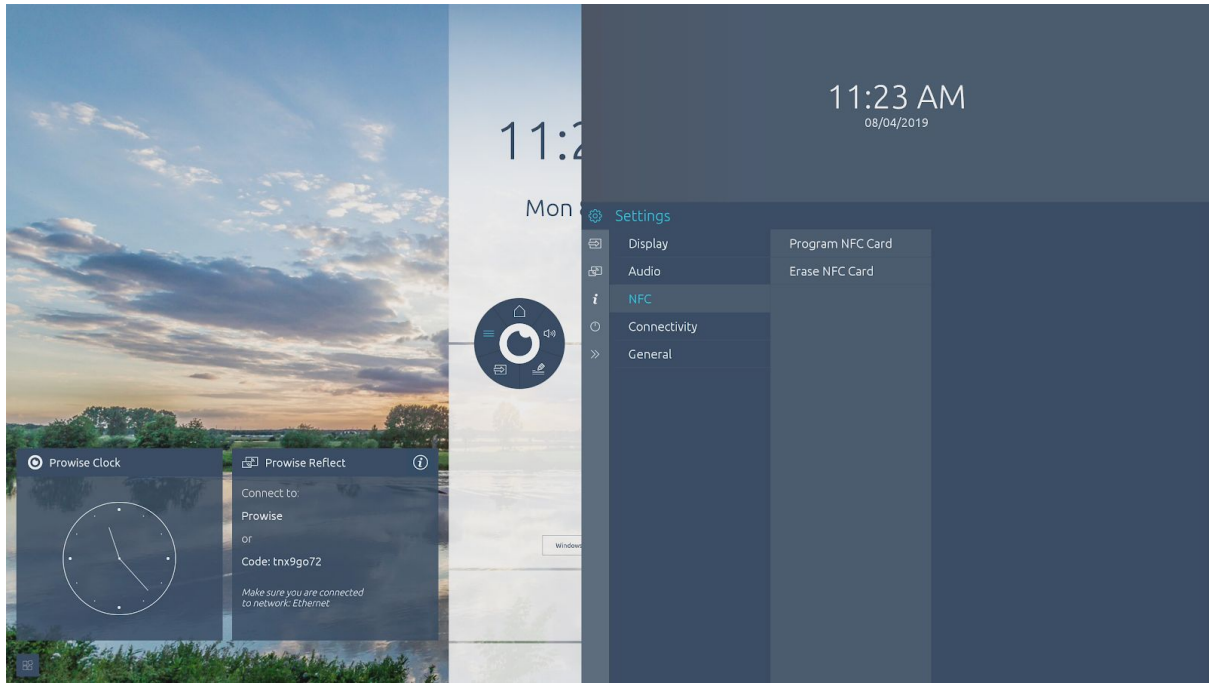 11:2
Mon
Prowise Clock
Prowise Reflect
Connect to:
Prowise
or
Code: tnx9go72
Make sure you are connected
to network: Ethernet
Windows
11:23 AM
08/04/2019
Settings
Display
Audio
NFC
Connectivity
General
Program NFC Card
Erase NFC Card